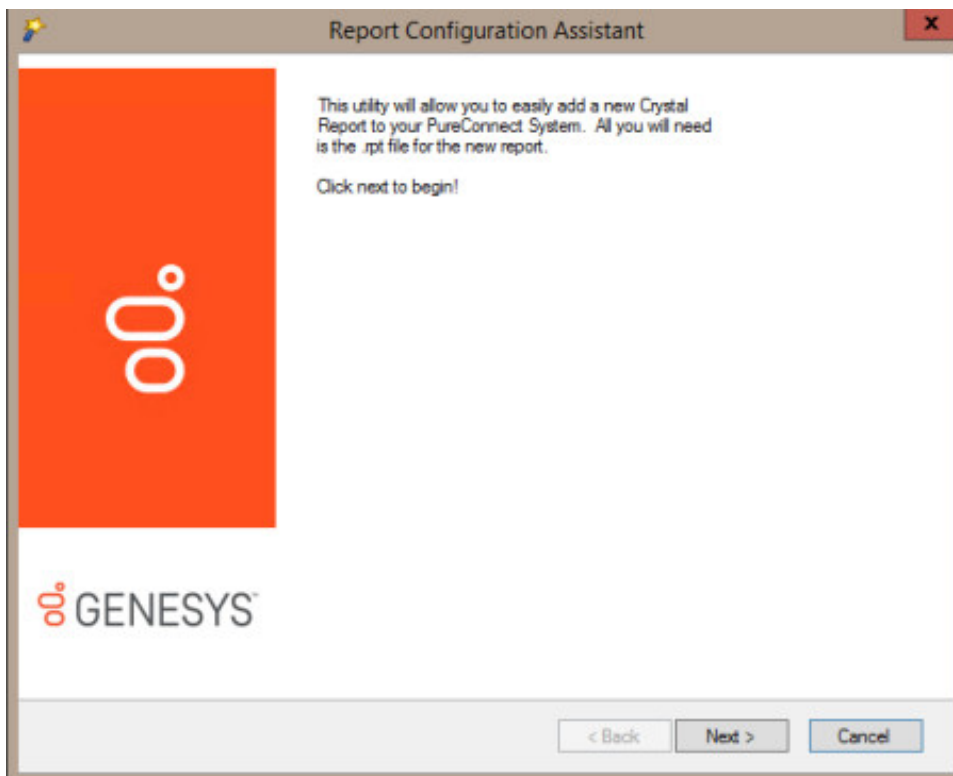 Report Configuration Assistant
x
This utility will allow you to easily add a new Crystal
Report to your PureConnect System.  All you will need
is the .rpt file for the new report.
Click next to begin!
GENESYS™
< Back
Next >
Cancel